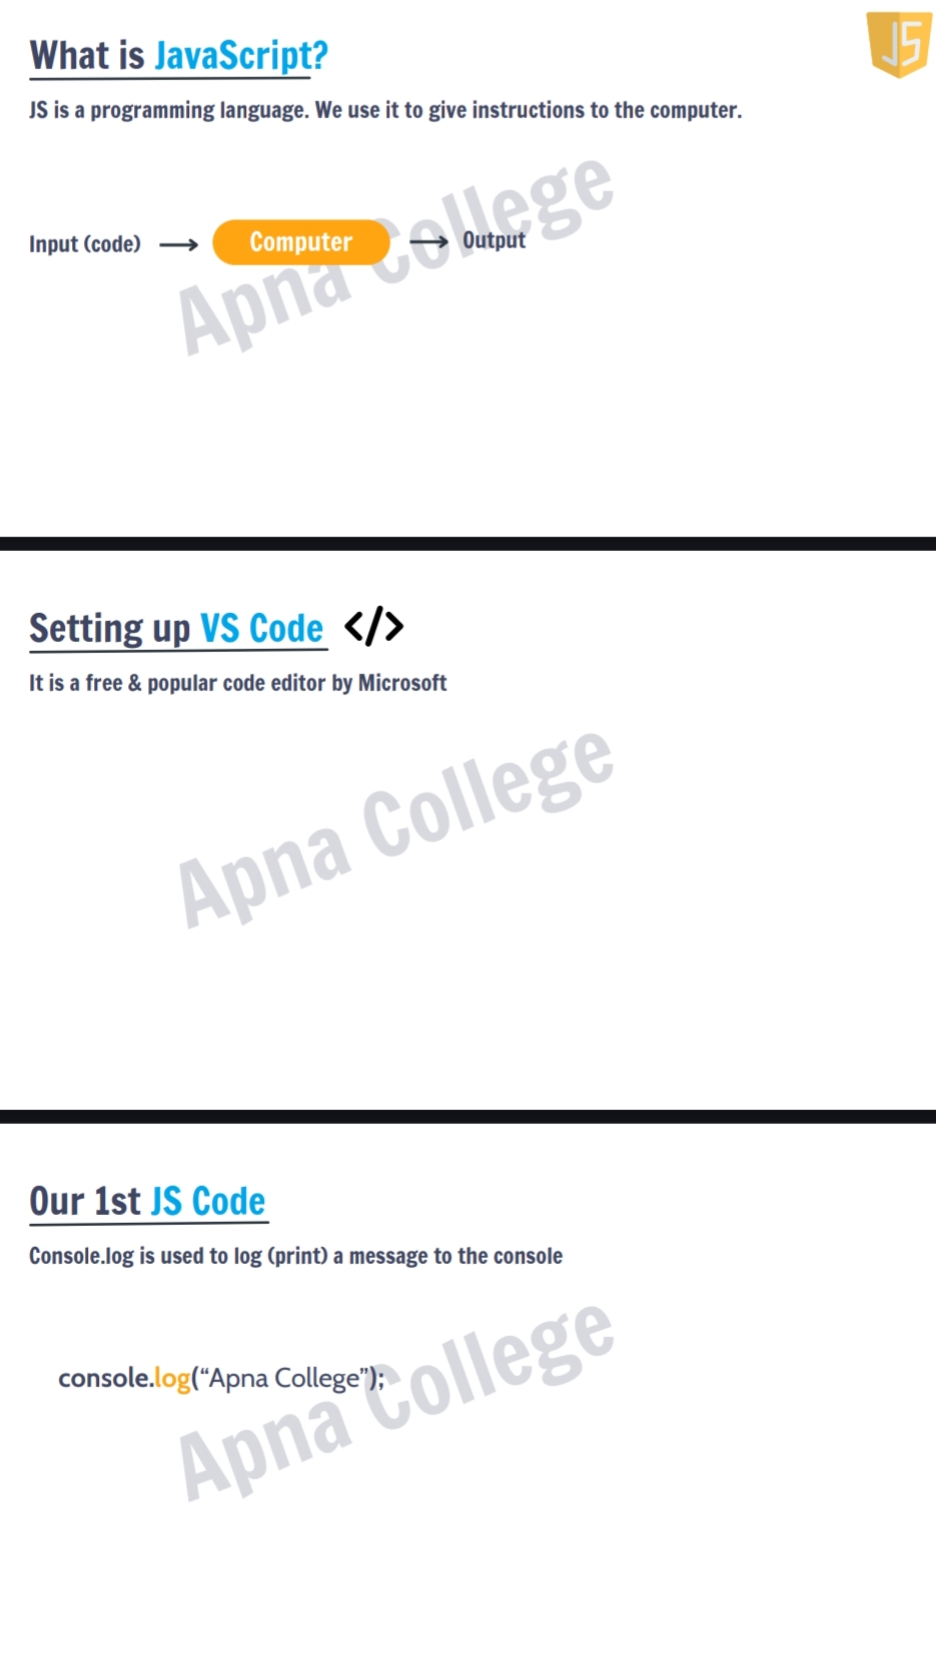 What is JavaScript?
JS
JS is a programming language. We use it to give instructions to the computer.
Input (code) → Computer → Output
Apna College
Setting up VS Code </>
It is a free & popular code editor by Microsoft
Apna College
Our 1st JS Code
Console.log is used to log (print) a message to the console
console.log(“Apna College”);
Apna College